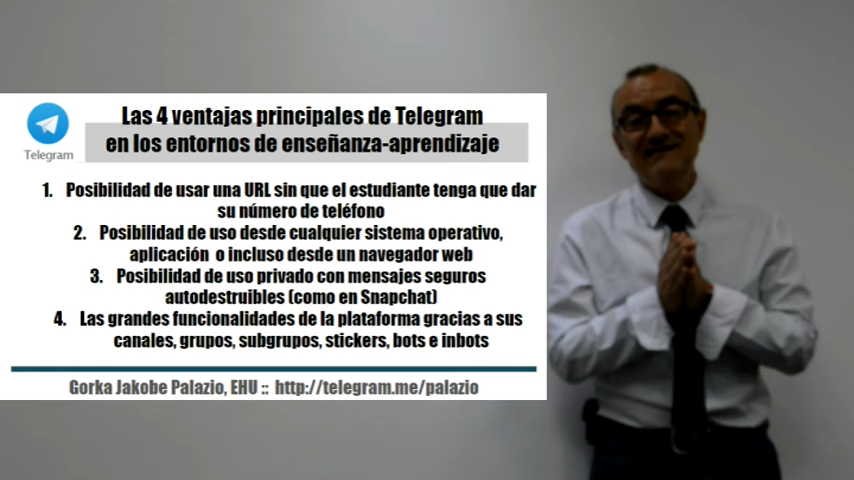 Las 4 ventajas principales de Telegram
en los entornos de enseñanza-aprendizaje
Telegram
1. Posibilidad de usar una URL sin que el estudiante tenga que dar
su número de teléfono
2. Posibilidad de uso desde cualquier sistema operativo,
aplicación o incluso desde un navegador web
3. Posibilidad de uso privado con mensajes seguros
autodestruibles (como en Snapchat)
4. Las grandes funcionalidades de la plataforma gracias a sus
canales, grupos, subgrupos, stickers, bots e inbots
Gorka Jakobe Palazio, EHU :: http://telegram.me/palazio